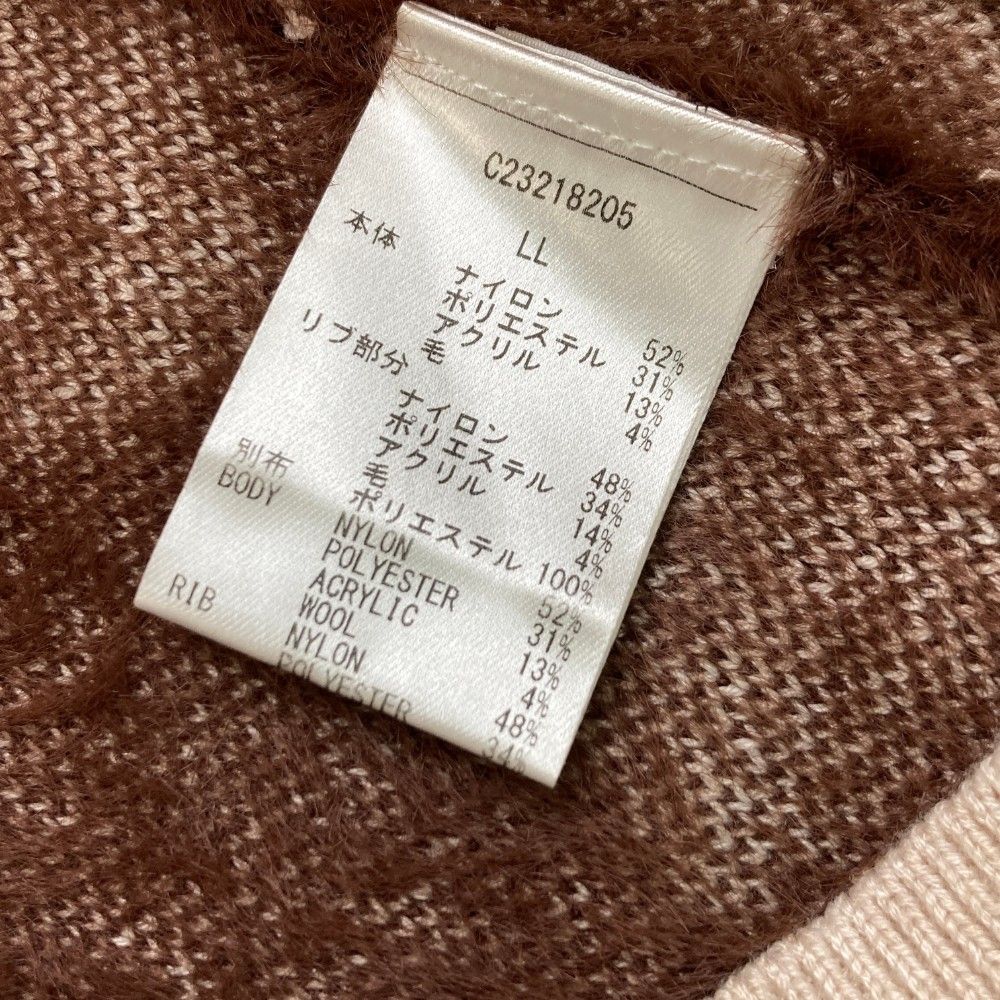 C23218205
LL
本体
ナイロン 52%
ポリエステル 31%
アクリル 13%
毛 4%
リブ部分
ナイロン 48%
ポリエステル 34%
アクリル 14%
毛 4%
別布 ポリエステル 100%
BODY NYLON 52%
POLYESTER 31%
ACRYLIC 13%
WOOL 4%
RIB NYLON 48%
POLYESTER 34%